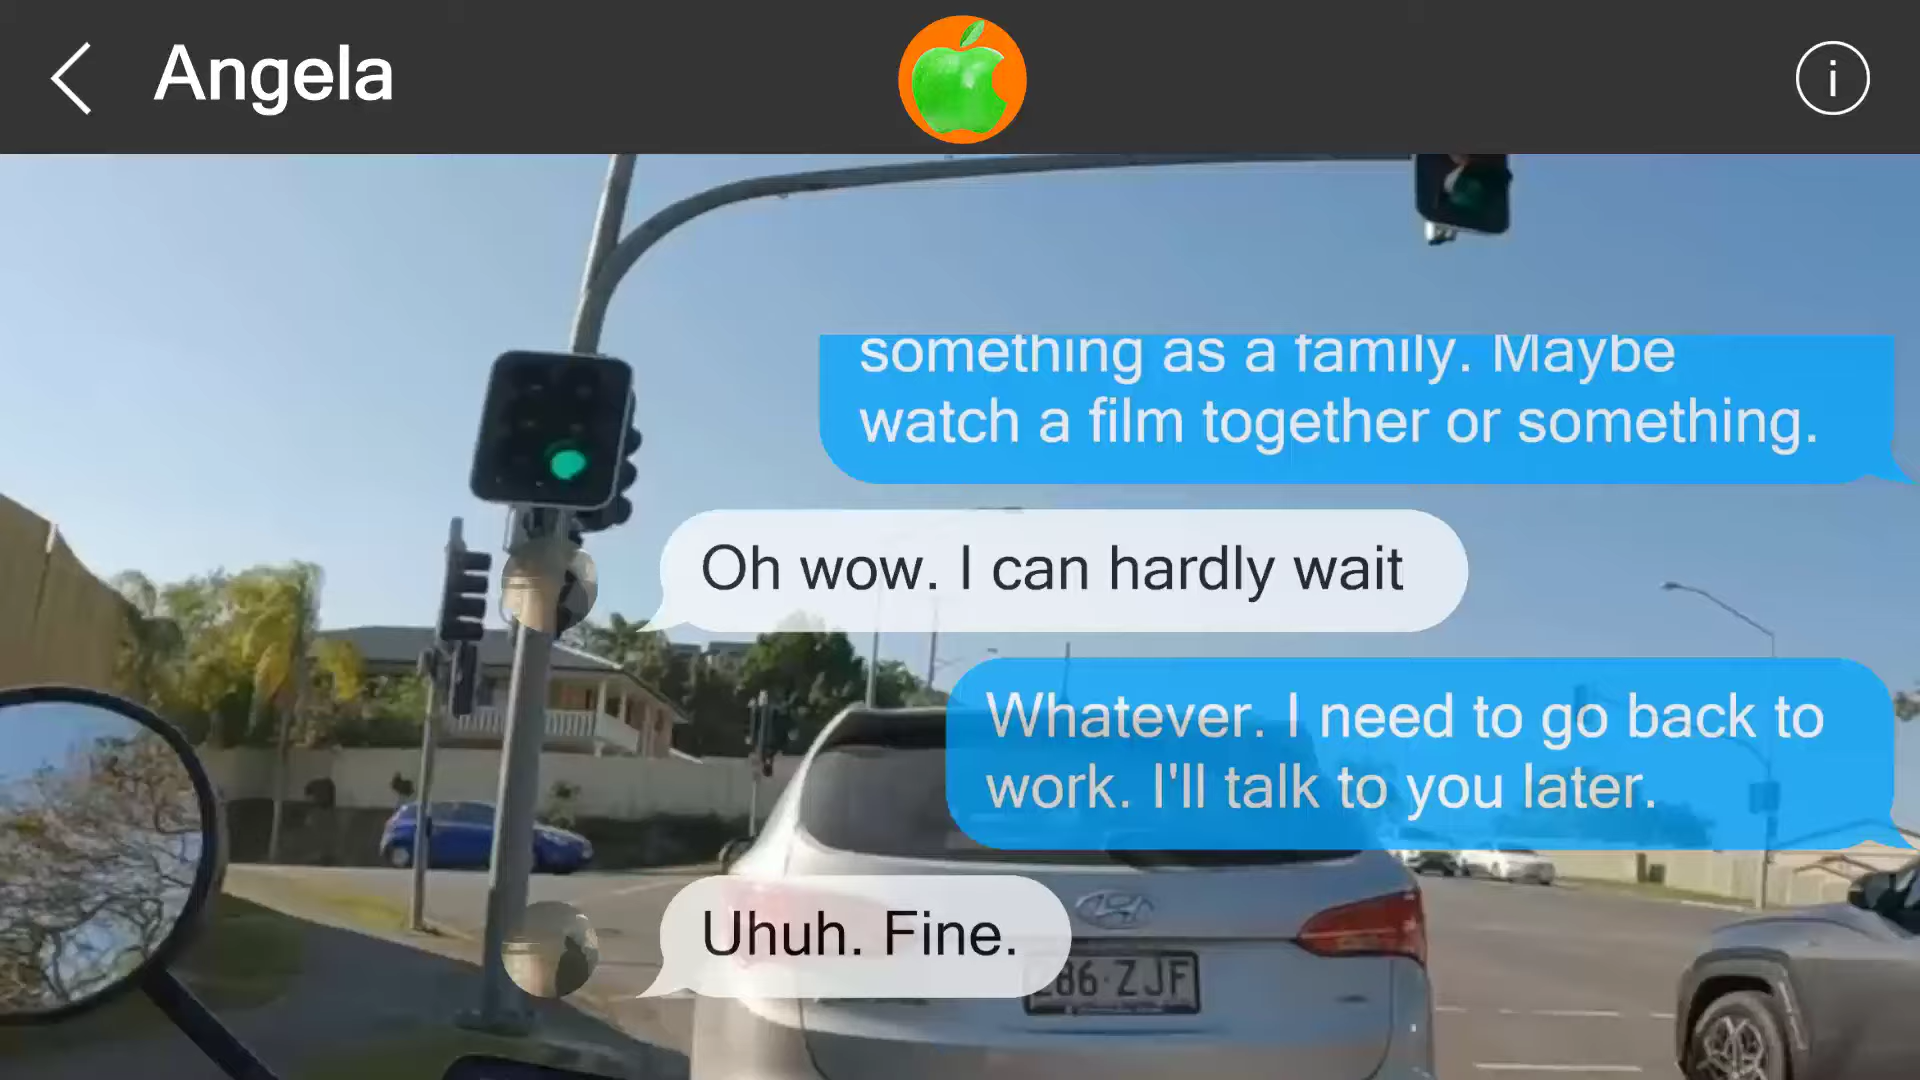 Angela
i
something as a family. Maybe
watch a film together or something.
Oh wow. I can hardly wait
Whatever. I need to go back to
work. I'll talk to you later.
Uhuh. Fine.
86·ZJF